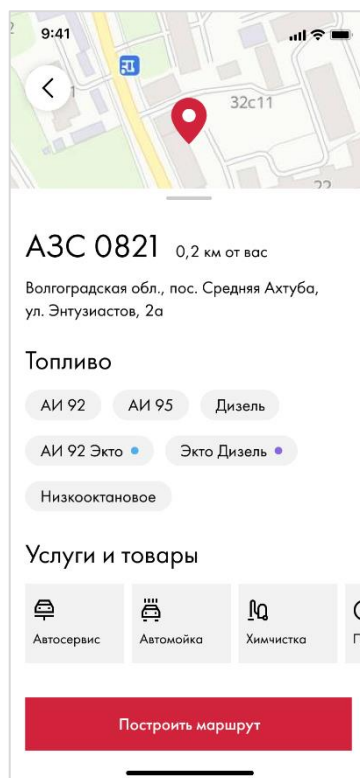 9:41
32с11
22
АЗС 0821 0,2 км от вас
Волгоградская обл., пос. Средняя Ахтуба,
ул. Энтузиастов, 2а
Топливо
АИ 92 АИ 95 Дизель
АИ 92 Экто Экто Дизель
Низкооктановое
Услуги и товары
Автосервис Автомойка Химчистка
Построить маршрут